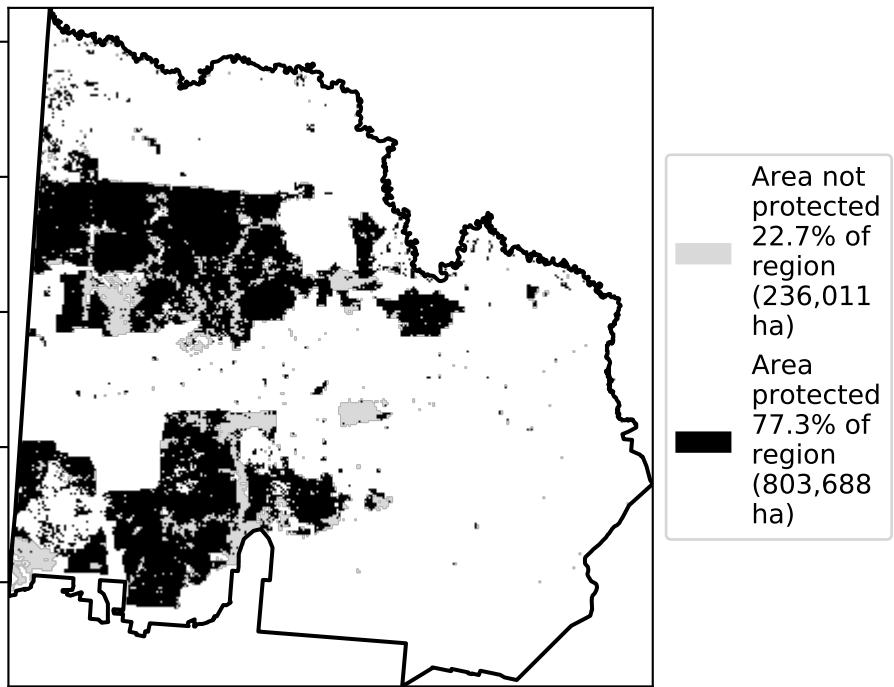 Area not
protected
22.7% of
region
(236,011
ha)
Area
protected
77.3% of
region
(803,688
ha)